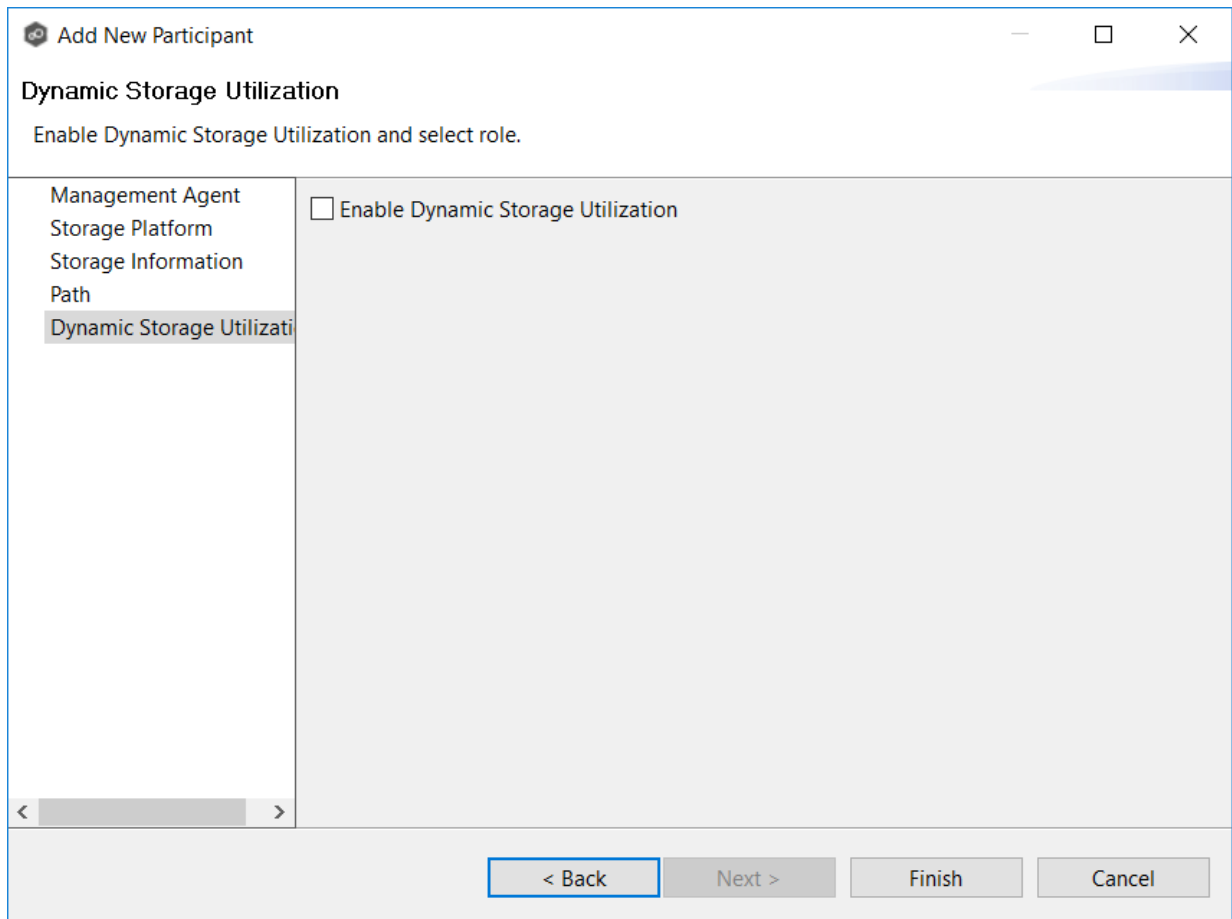 Add New Participant
Dynamic Storage Utilization
Enable Dynamic Storage Utilization and select role.
Management Agent
Storage Platform
Storage Information
Path
Dynamic Storage Utilizati
Enable Dynamic Storage Utilization
< Back
Next >
Finish
Cancel